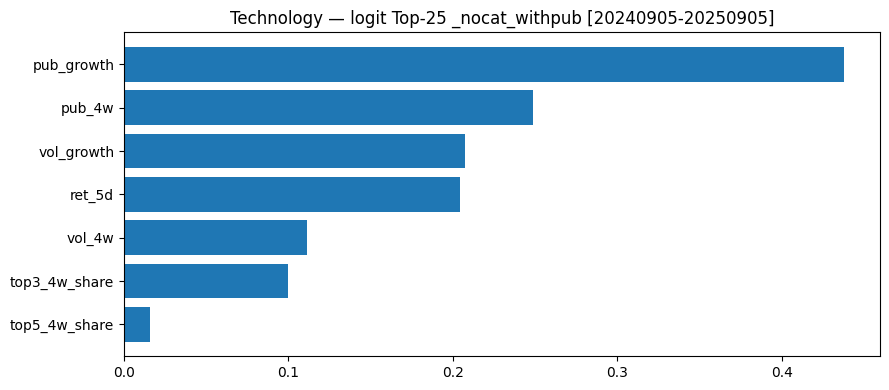 Technology — logit Top-25 _nocat_withpub [20240905-20250905]
pub_growth
pub_4w
vol_growth
ret_5d
vol_4w
top3_4w_share
top5_4w_share
0.0 0.1 0.2 0.3 0.4